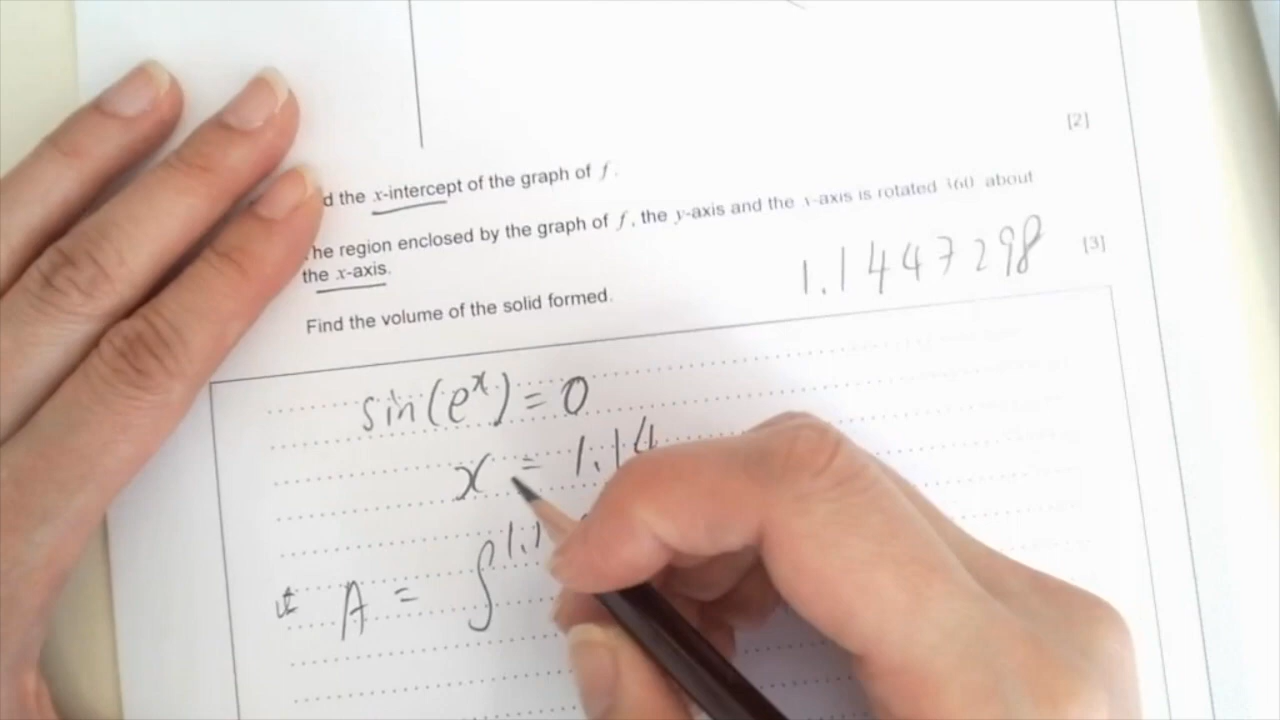 [2]
d the x-intercept of the graph of f.
he region enclosed by the graph of f, the y-axis and the x-axis is rotated 360 about
the x-axis.
1.1447298 [3]
Find the volume of the solid formed.
sin(eˣ) = 0
x = 1.14
A = ∫ 1.1